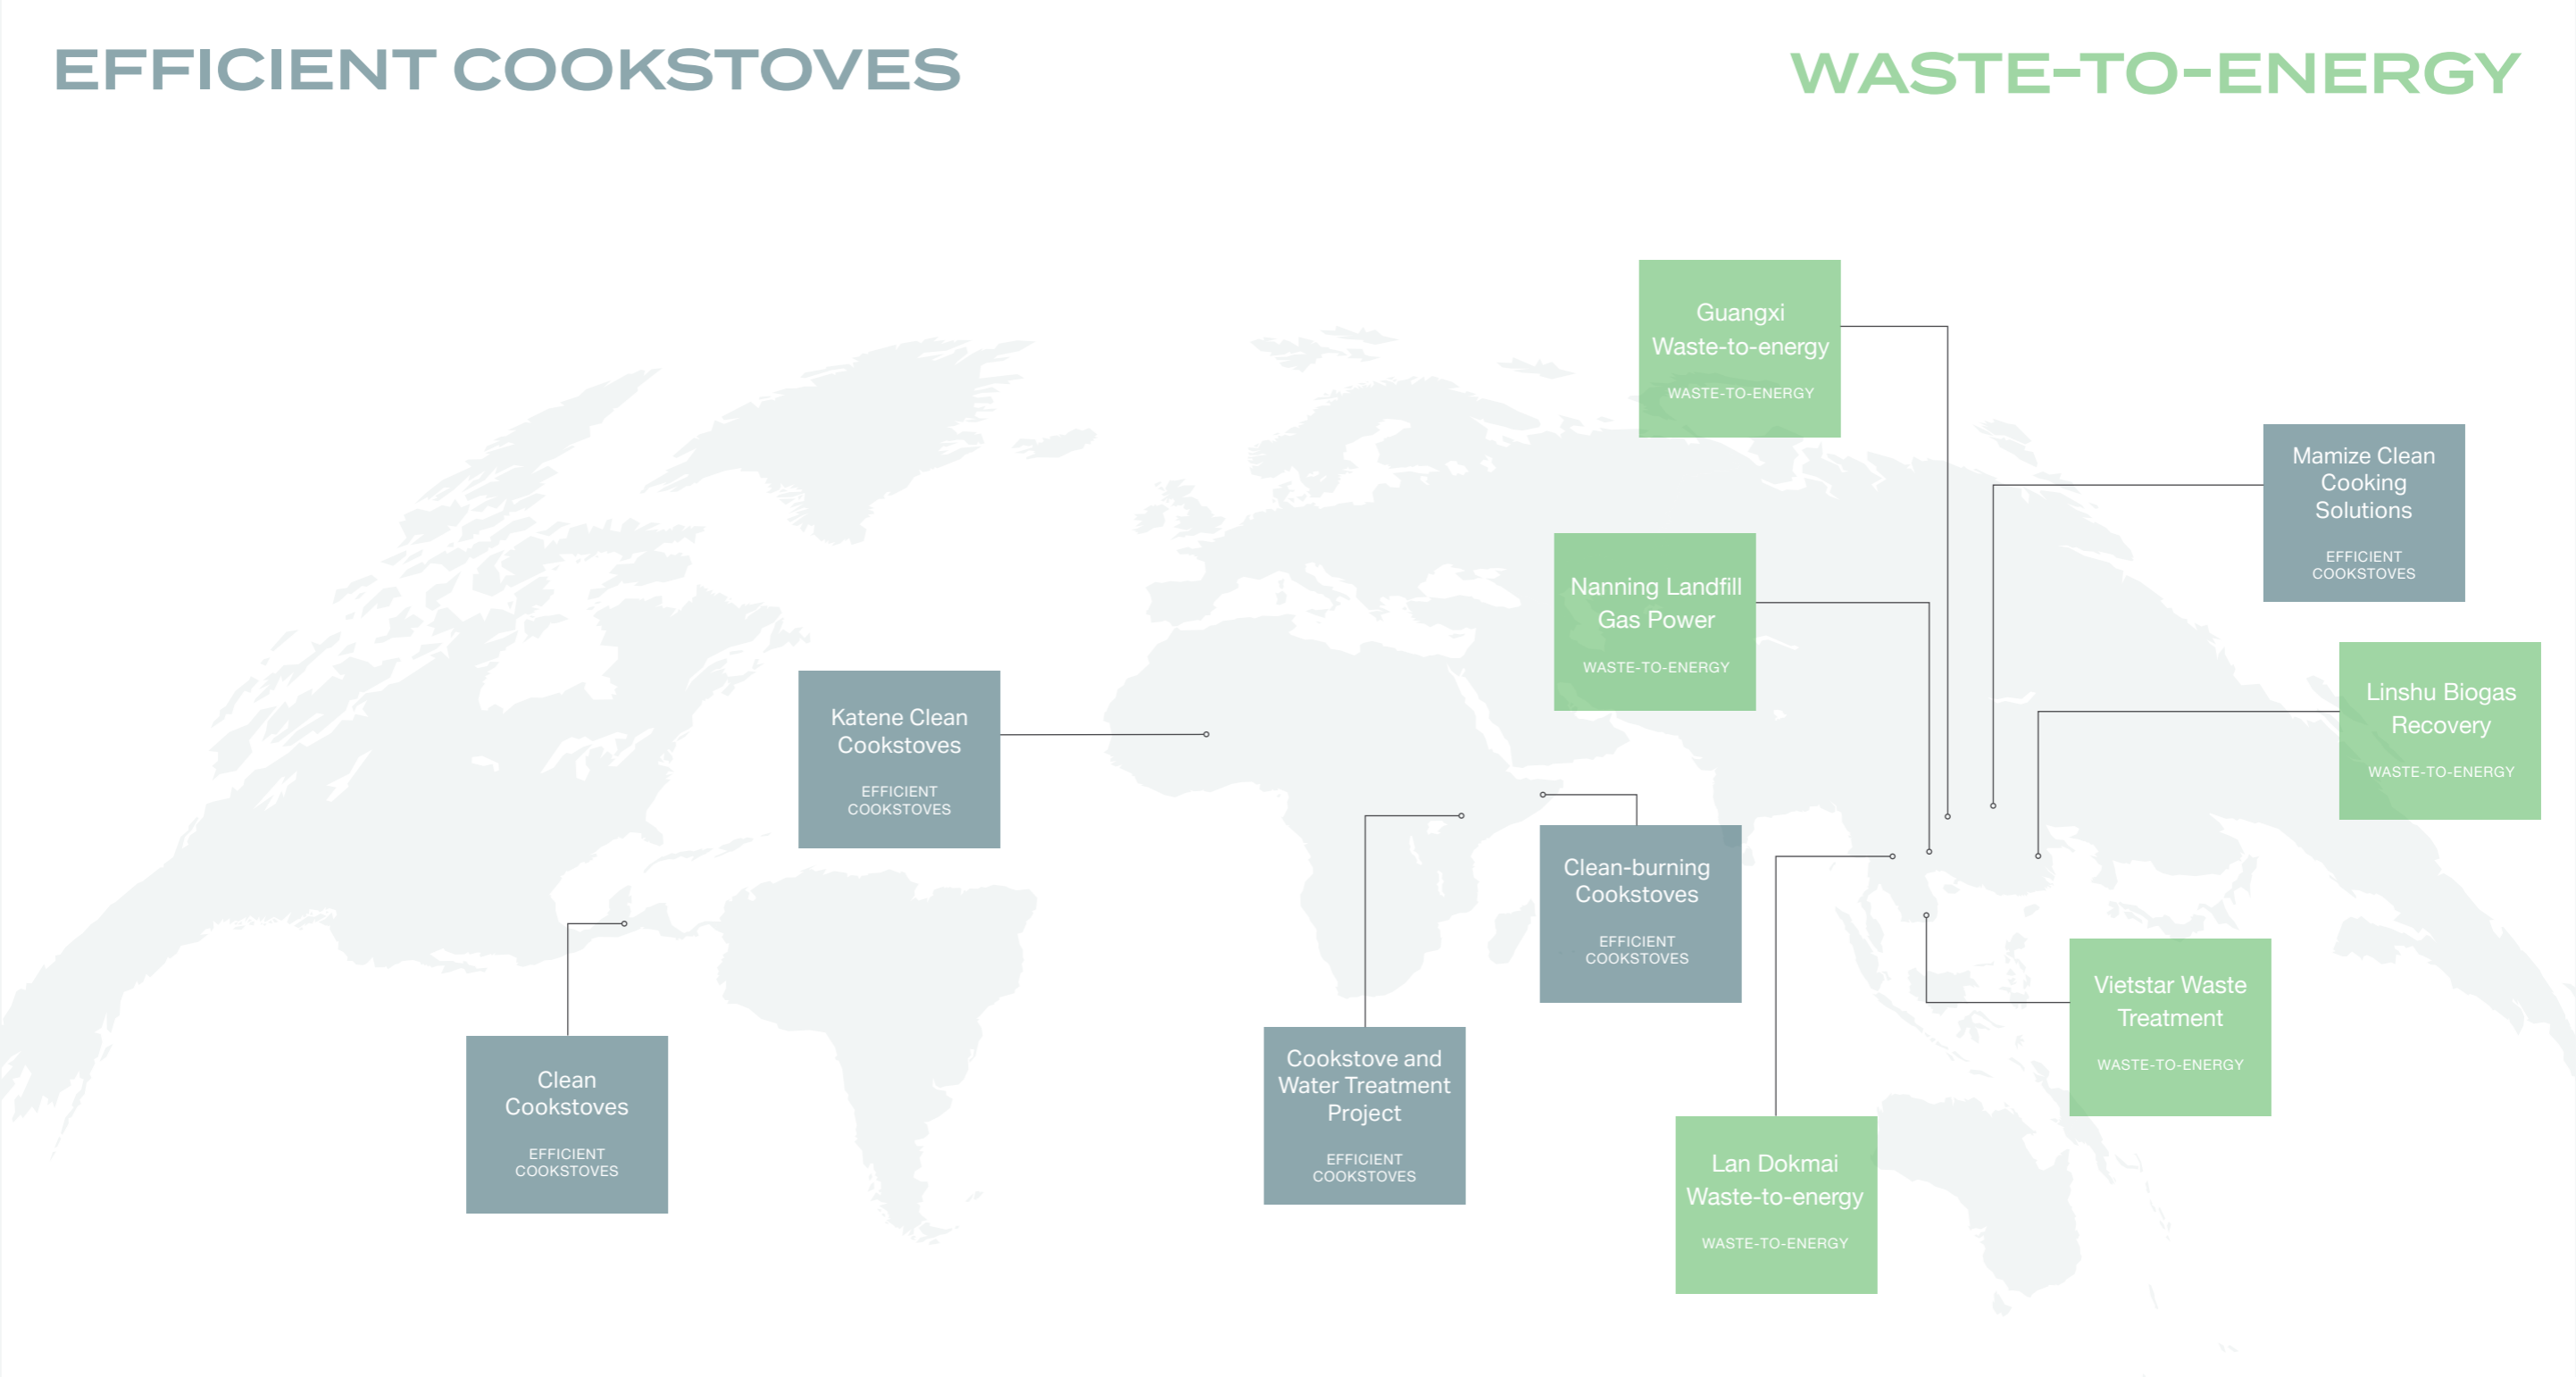 EFFICIENT COOKSTOVES
WASTE-TO-ENERGY
Guangxi
Waste-to-energy
WASTE-TO-ENERGY
Mamize Clean
Cooking
Solutions
EFFICIENT
COOKSTOVES
Nanning Landfill
Gas Power
WASTE-TO-ENERGY
Linshu Biogas
Recovery
WASTE-TO-ENERGY
Katene Clean
Cookstoves
EFFICIENT
COOKSTOVES
Clean-burning
Cookstoves
EFFICIENT
COOKSTOVES
Vietstar Waste
Treatment
WASTE-TO-ENERGY
Clean
Cookstoves
EFFICIENT
COOKSTOVES
Cookstove and
Water Treatment
Project
EFFICIENT
COOKSTOVES
Lan Dokmai
Waste-to-energy
WASTE-TO-ENERGY